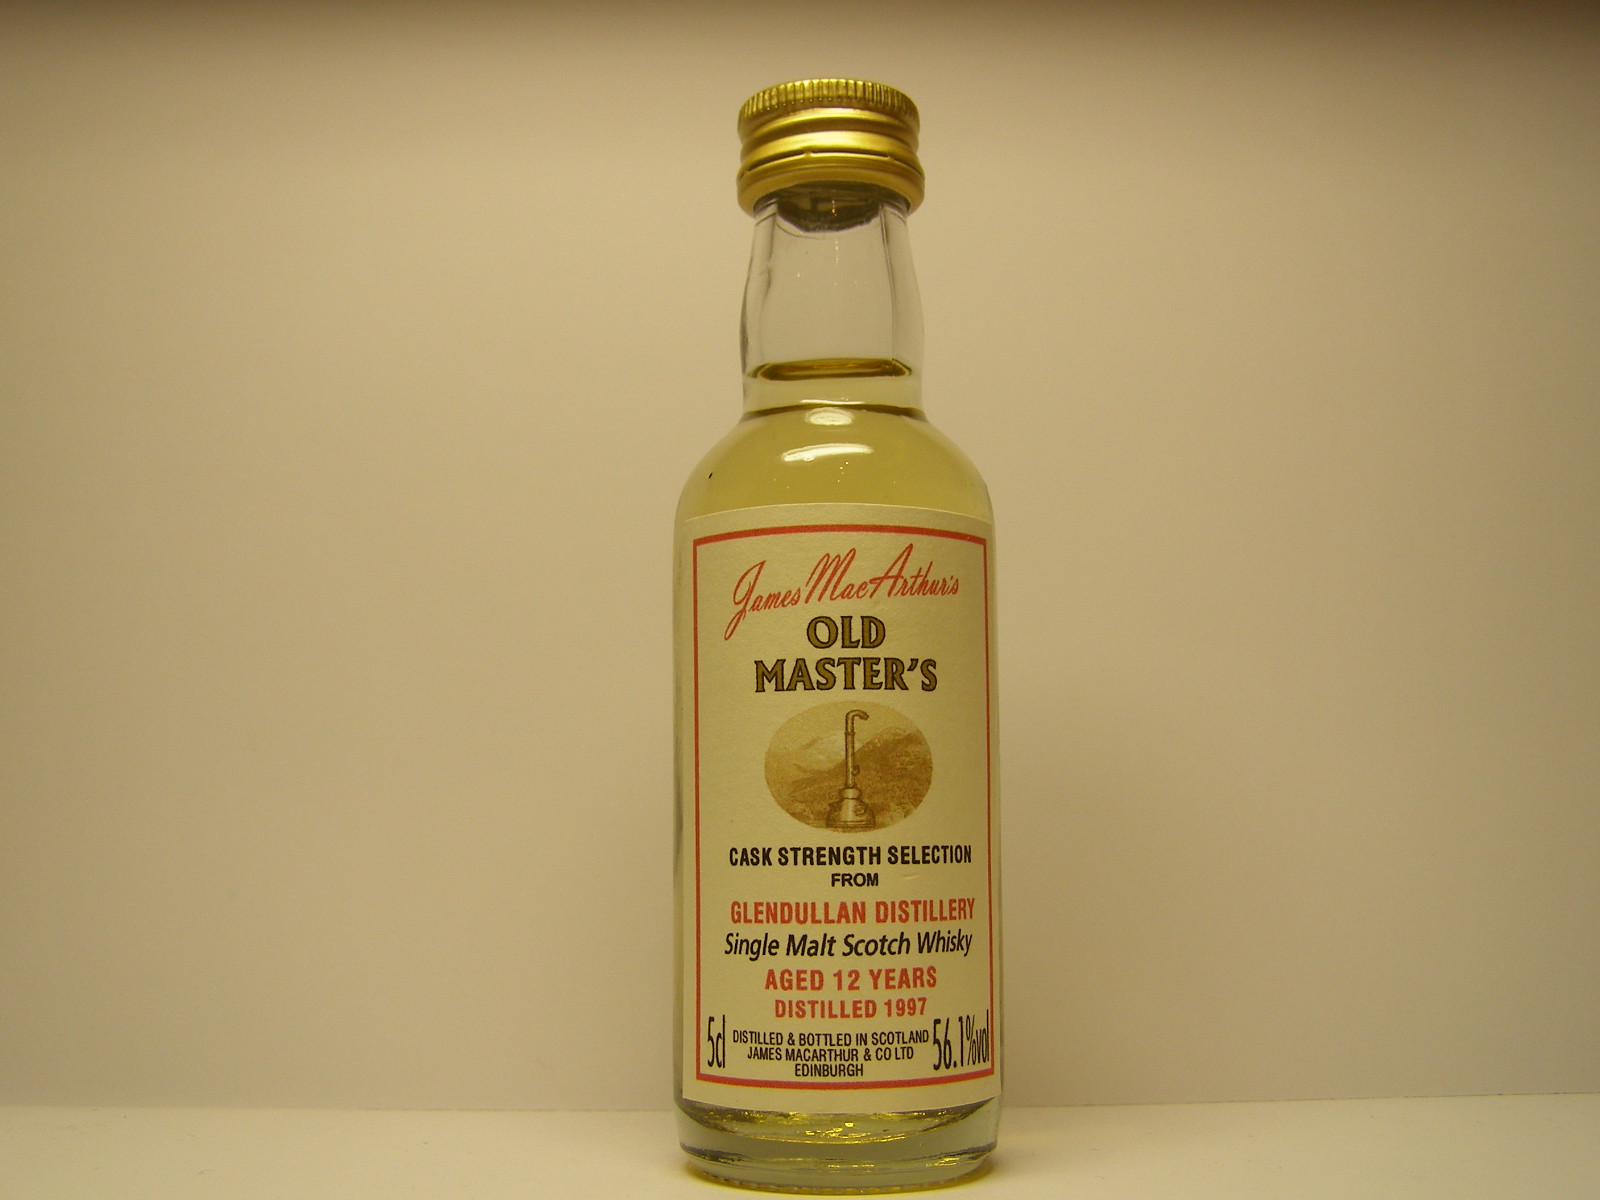 James MacArthur's
OLD
MASTER'S
CASK STRENGTH SELECTION
FROM
GLENDULLAN DISTILLERY
Single Malt Scotch Whisky
AGED 12 YEARS
DISTILLED 1997
5cl DISTILLED & BOTTLED IN SCOTLAND 56.1%vol
JAMES MACARTHUR & CO LTD
EDINBURGH